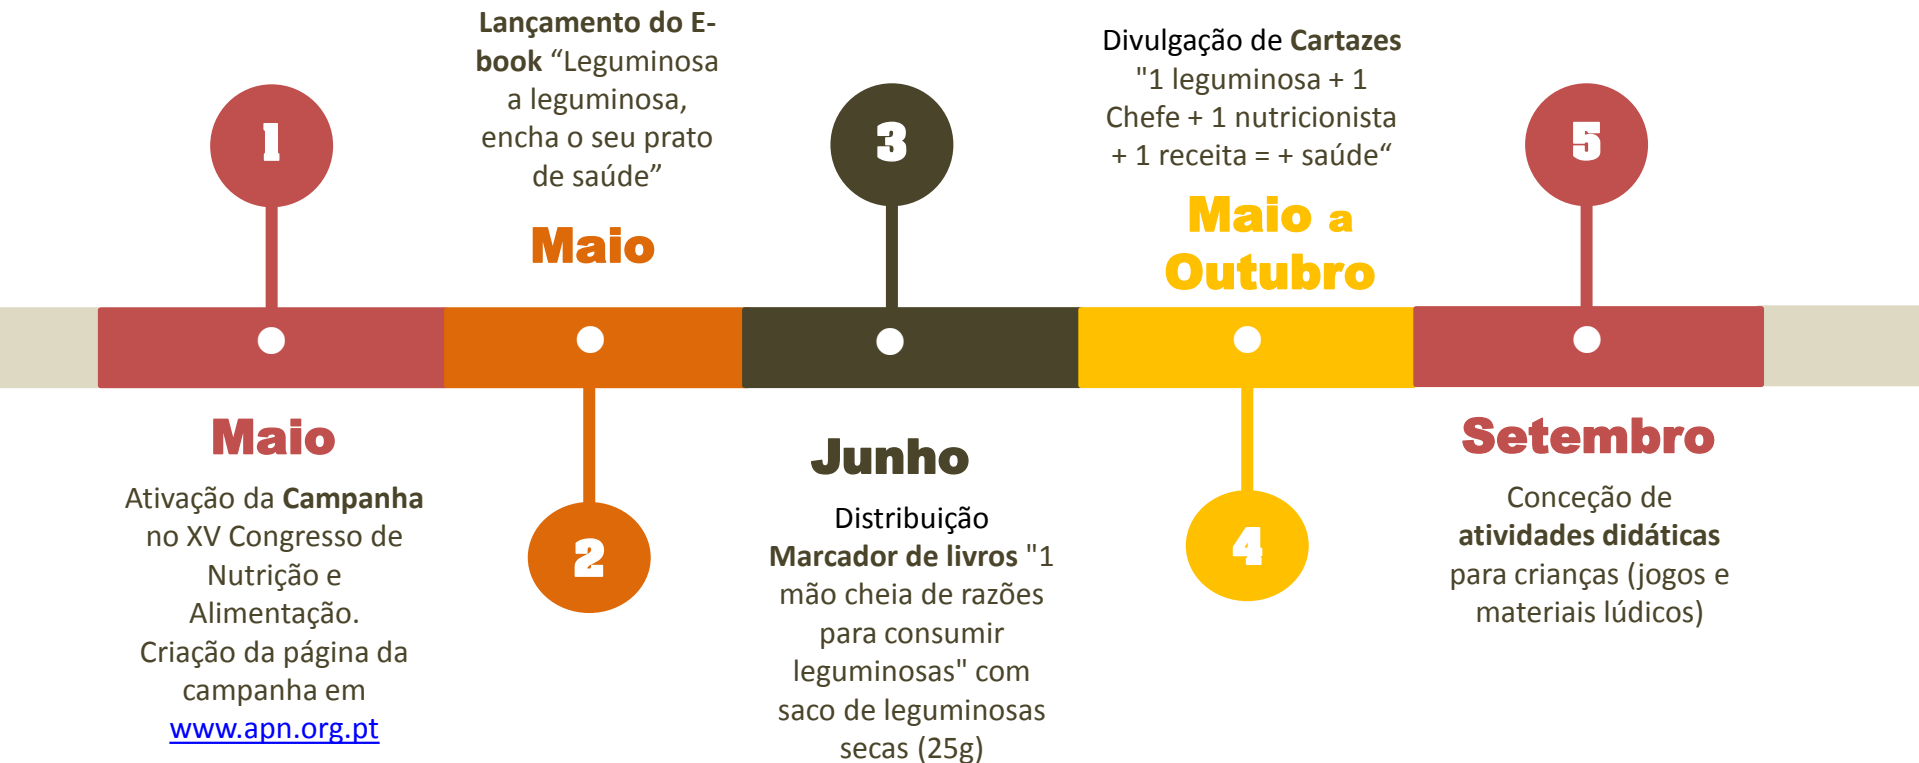 1
Maio
Ativação da Campanha
no XV Congresso de
Nutrição e
Alimentação.
Criação da página da
campanha em
www.apn.org.pt
Lançamento do E-
book “Leguminosa
a leguminosa,
encha o seu prato
de saúde”
Maio
2
3
Junho
Distribuição
Marcador de livros "1
mão cheia de razões
para consumir
leguminosas" com
saco de leguminosas
secas (25g)
Divulgação de Cartazes
"1 leguminosa + 1
Chefe + 1 nutricionista
+ 1 receita = + saúde“
Maio a
Outubro
4
5
Setembro
Conceção de
atividades didáticas
para crianças (jogos e
materiais lúdicos)